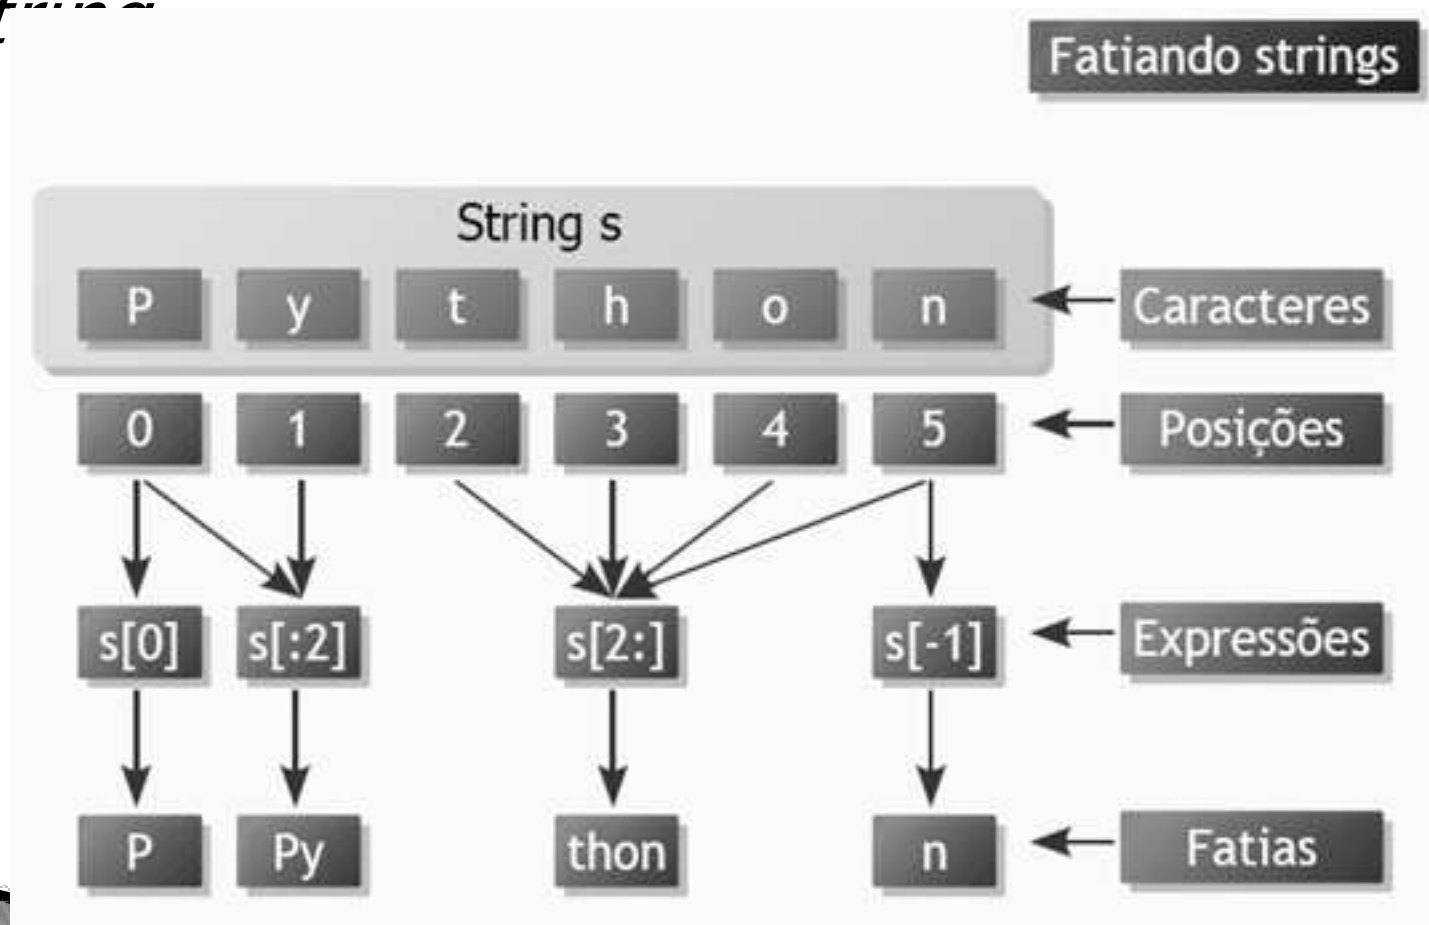 Fatiando strings
String s
P y t h o n Caracteres
0 1 2 3 4 5 Posições
s[0] s[:2] s[2:] s[-1] Expressões
P Py thon n Fatias